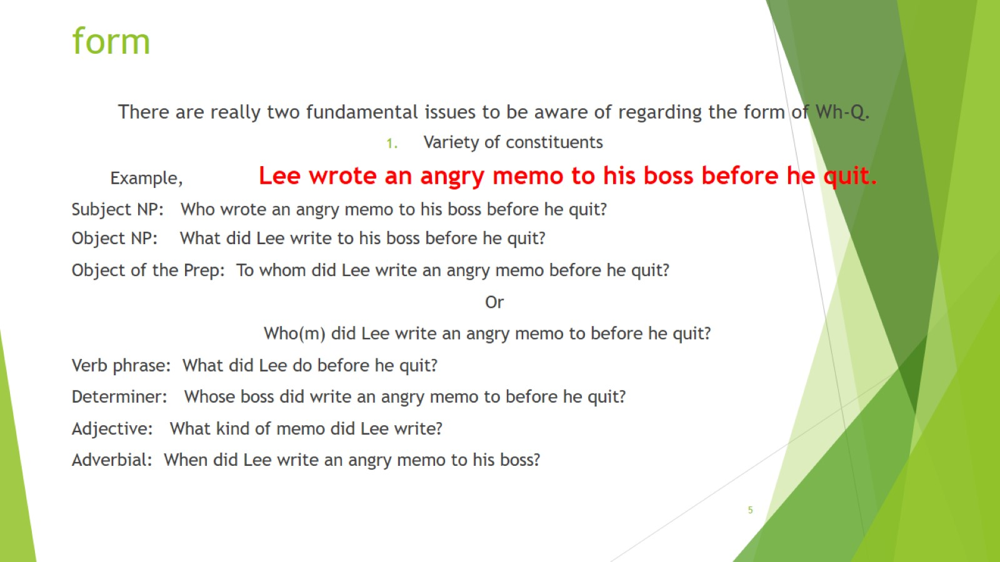 form
There are really two fundamental issues to be aware of regarding the form of Wh-Q.
1. Variety of constituents
Example, Lee wrote an angry memo to his boss before he quit.
Subject NP: Who wrote an angry memo to his boss before he quit?
Object NP: What did Lee write to his boss before he quit?
Object of the Prep: To whom did Lee write an angry memo before he quit?
Or
Who(m) did Lee write an angry memo to before he quit?
Verb phrase: What did Lee do before he quit?
Determiner: Whose boss did write an angry memo to before he quit?
Adjective: What kind of memo did Lee write?
Adverbial: When did Lee write an angry memo to his boss?
5